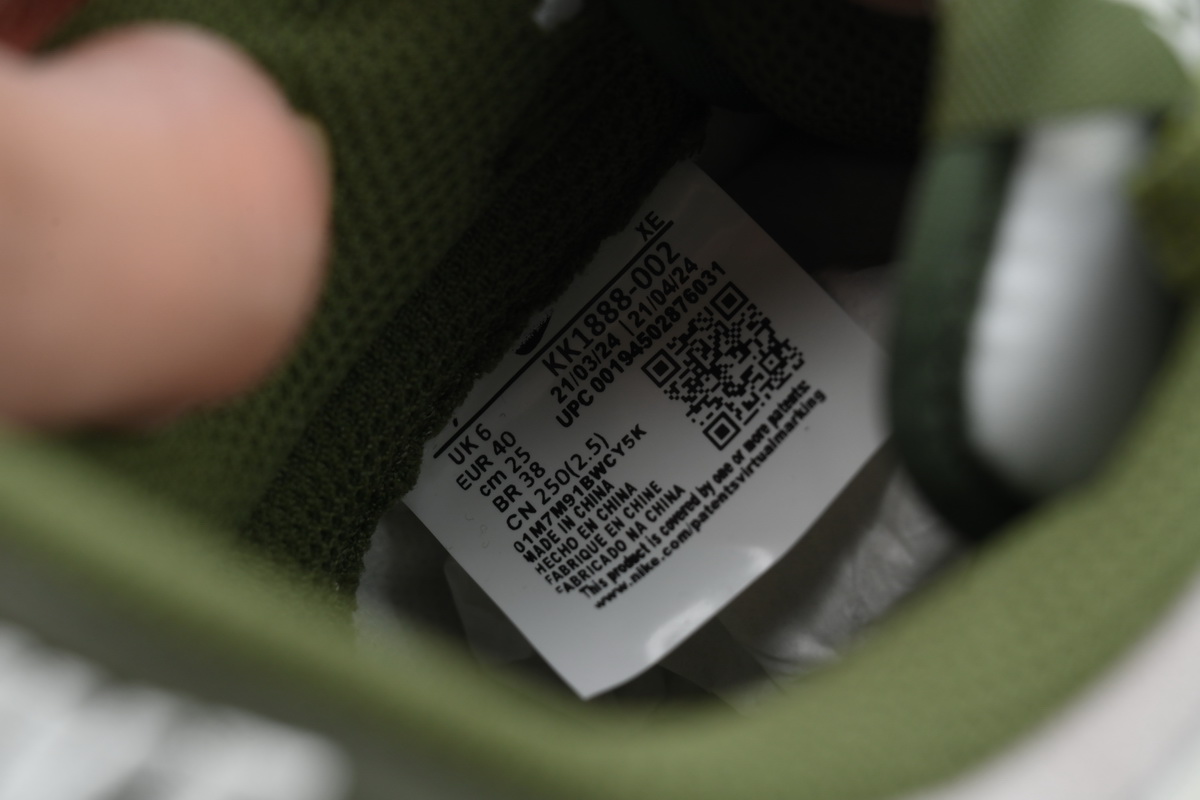 XE
KK1888-002
21/03/24 | 21/04/24
UPC 00194502876031
UK 6
EUR 40
cm 25
BR 38
CN 250(2.5)
01M7M91BWCY5K
MADE IN CHINA
HECHO EN CHINA
FABRIQUE EN CHINE
FABRICADO NA CHINA
This product is covered by one or more patents:
www.nike.com/patentsvirtualmarking